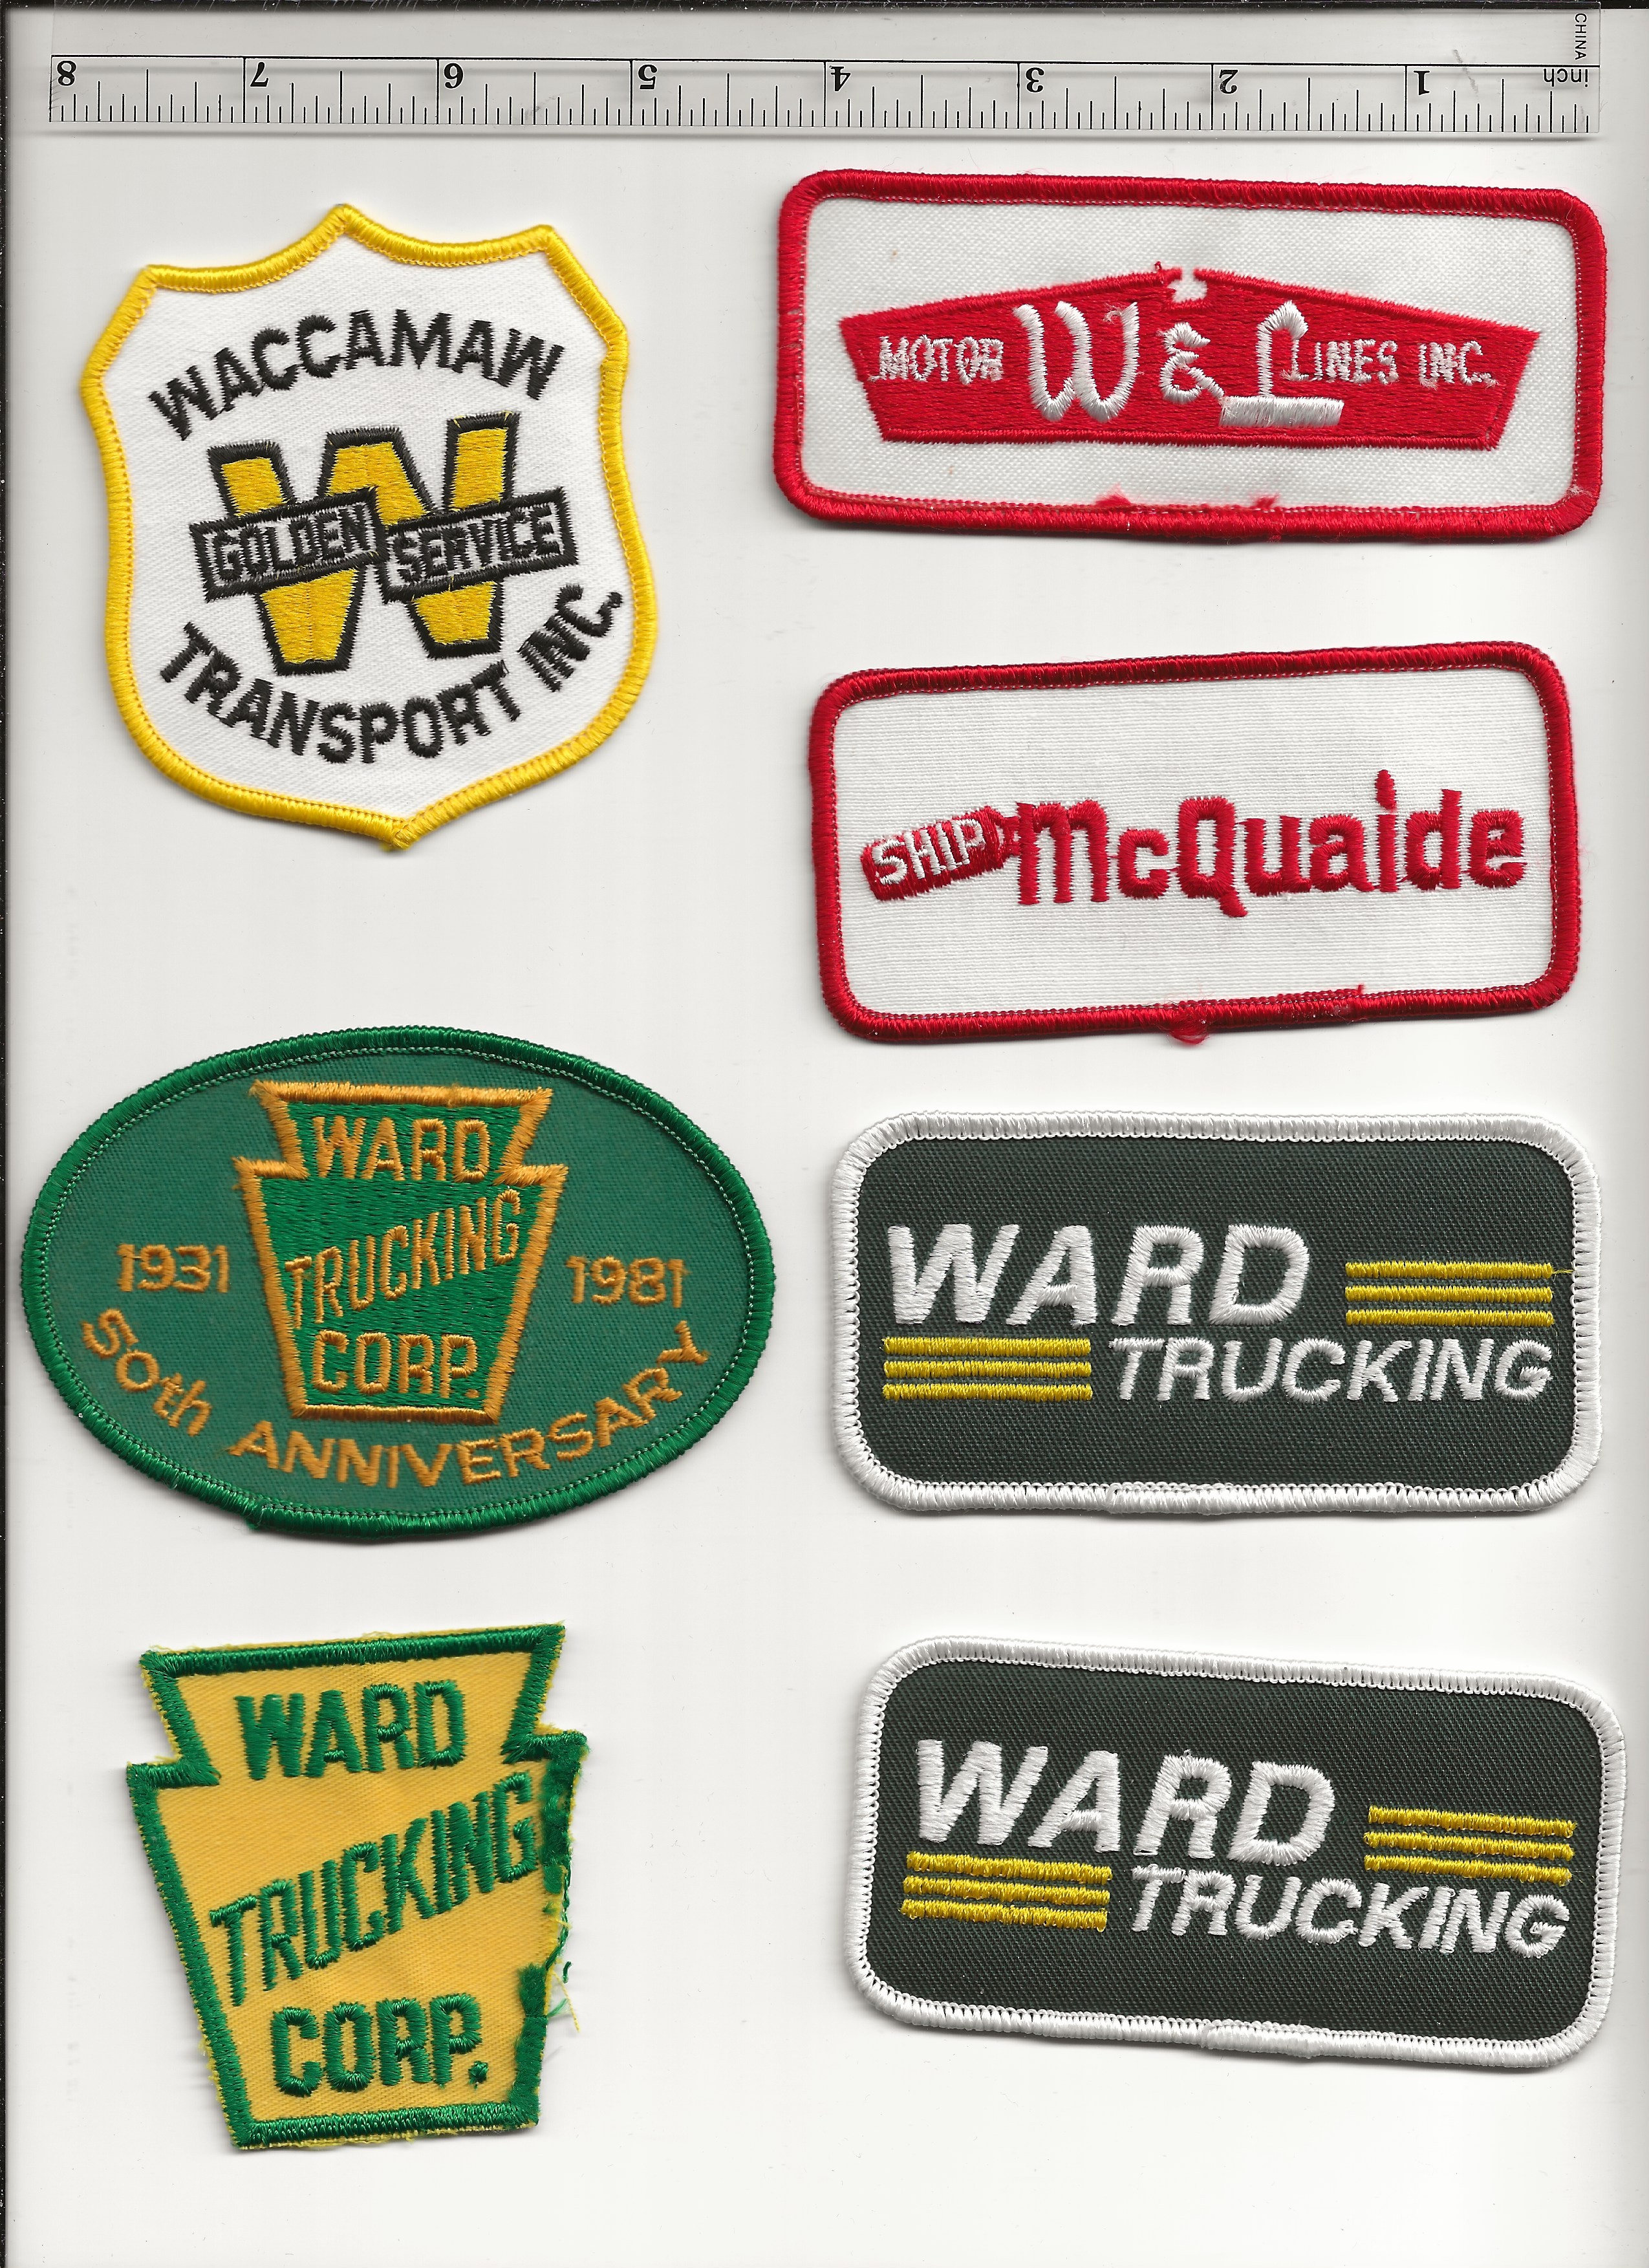 CHINA
inch
8 7 6 5 4 3 2 1
WACCAMAW
W
GOLDEN SERVICE
TRANSPORT INC.
MOTOR W & L LINES INC.
SHIP McQuaide
WARD
TRUCKING
CORP.
1931 1981
50th ANNIVERSARY
WARD
TRUCKING
WARD
TRUCKING
CORP.
WARD
TRUCKING